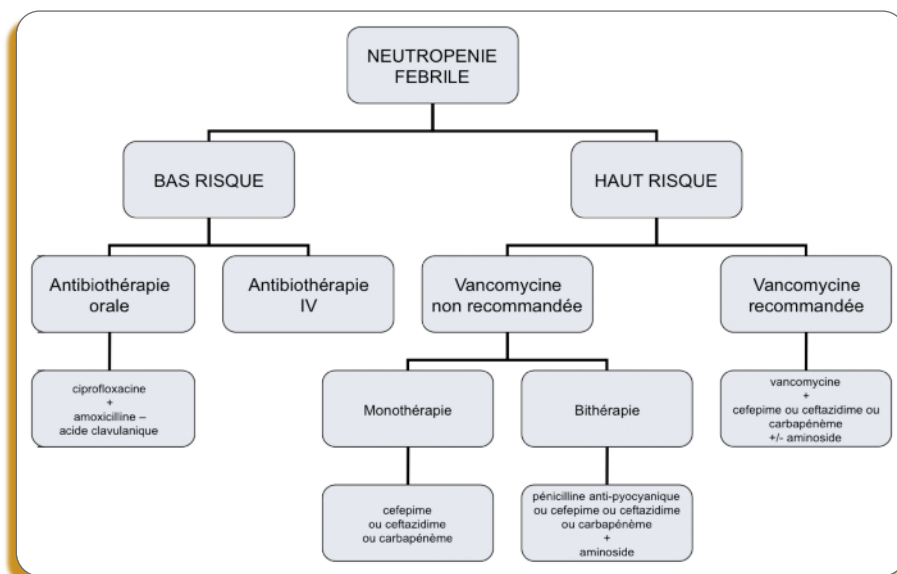 NEUTROPENIE
FEBRILE
BAS RISQUE
HAUT RISQUE
Antibiothérapie
orale
Antibiothérapie
IV
Vancomycine
non recommandée
Vancomycine
recommandée
ciprofloxacine
+
amoxicilline –
acide clavulanique
Monothérapie
Bithérapie
vancomycine
+
cefepime ou ceftazidime ou
carbapénème
+/- aminoside
cefepime
ou ceftazidime
ou carbapénème
pénicilline anti-pyocyanique
ou cefepime ou ceftazidime
ou carbapénème
+
aminoside